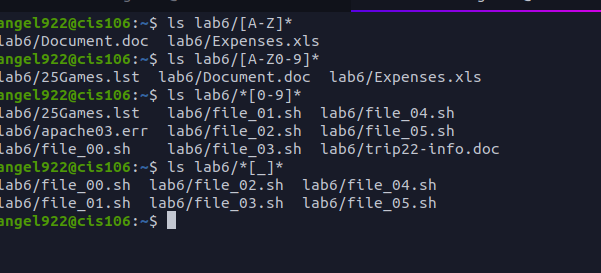 angel922@cis106:~$ ls lab6/[A-Z]*
lab6/Document.doc  lab6/Expenses.xls
angel922@cis106:~$ ls lab6/[A-Z0-9]*
lab6/25Games.lst  lab6/Document.doc  lab6/Expenses.xls
angel922@cis106:~$ ls lab6/*[0-9]*
lab6/25Games.lst   lab6/file_01.sh  lab6/file_04.sh
lab6/apache03.err  lab6/file_02.sh  lab6/file_05.sh
lab6/file_00.sh    lab6/file_03.sh  lab6/trip22-info.doc
angel922@cis106:~$ ls lab6/*[_]*
lab6/file_00.sh  lab6/file_02.sh  lab6/file_04.sh
lab6/file_01.sh  lab6/file_03.sh  lab6/file_05.sh
angel922@cis106:~$